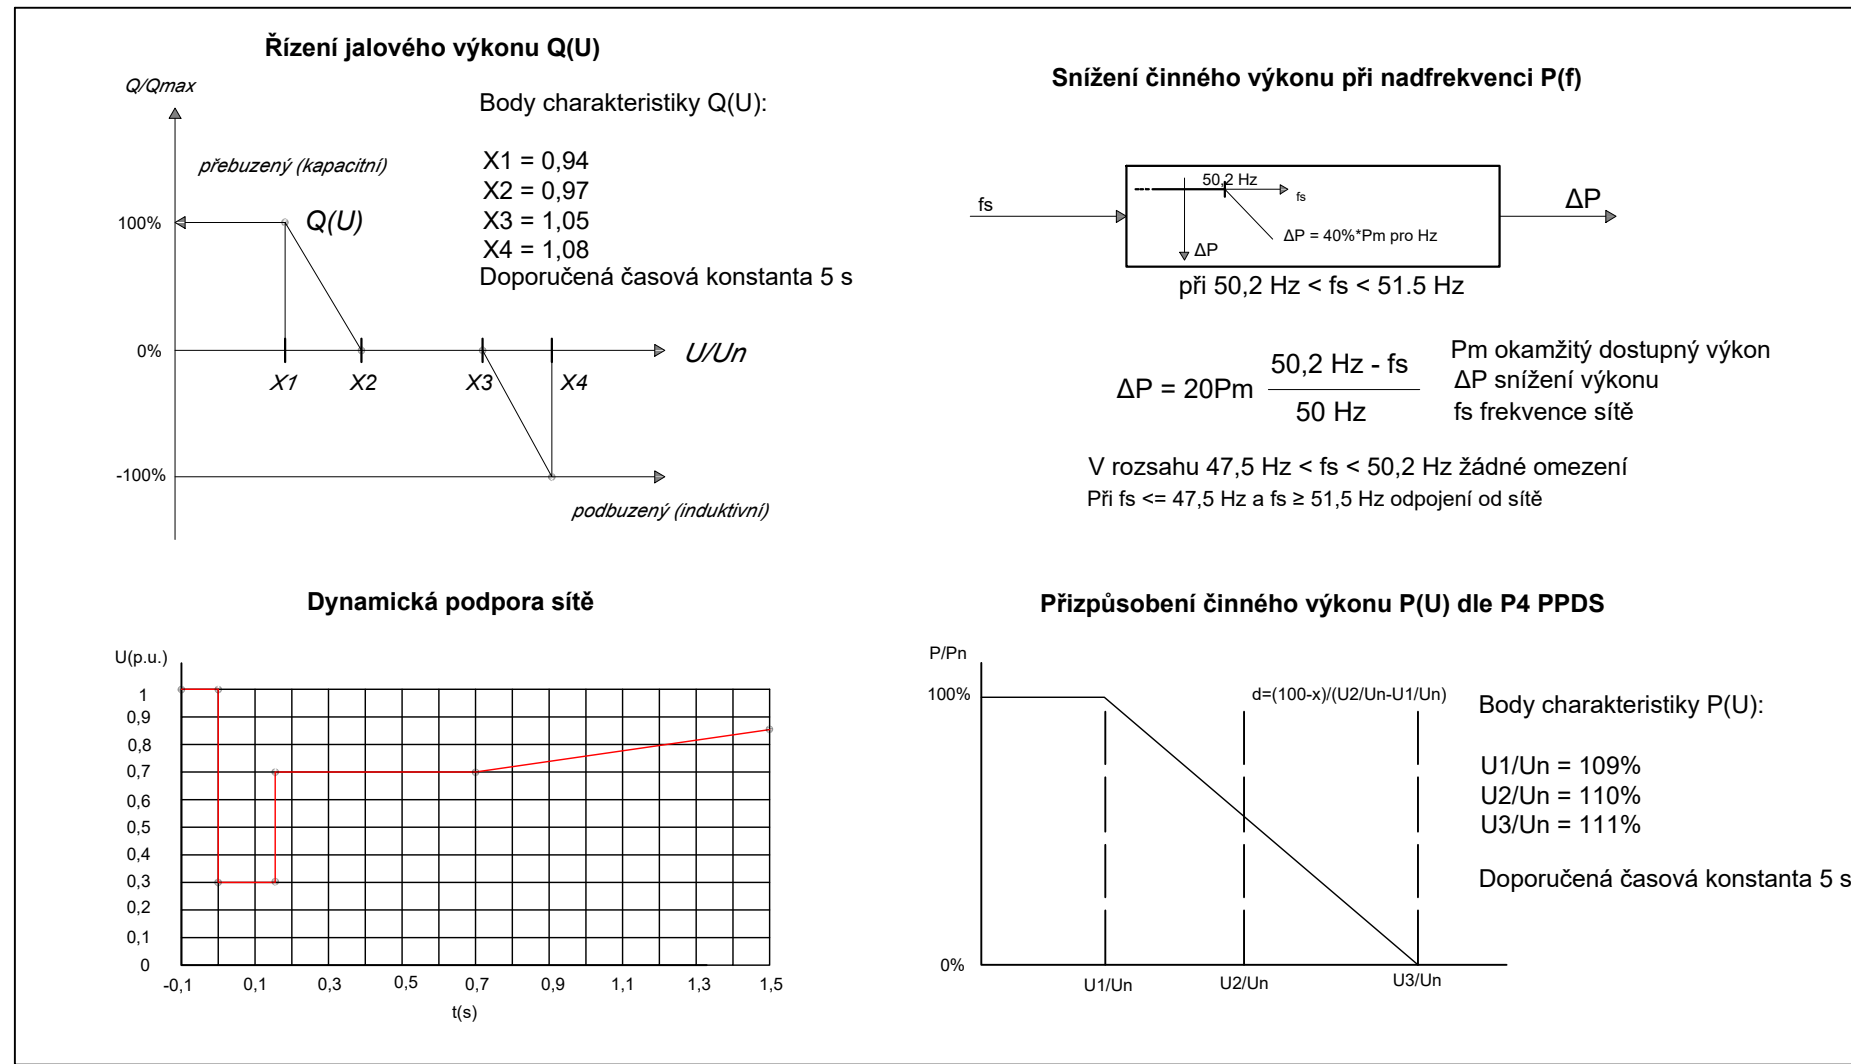 Řízení jalového výkonu Q(U)
Q/Qmax
přebuzený (kapacitní)
100%
Q(U)
0%
U/Un
X1
X2
X3
X4
-100%
podbuzený (induktivní)
Body charakteristiky Q(U):
X1 = 0,94
X2 = 0,97
X3 = 1,05
X4 = 1,08
Doporučená časová konstanta 5 s
Snížení činného výkonu při nadfrekvenci P(f)
fs
50,2 Hz
fs
ΔP = 40%*Pm pro Hz
ΔP
ΔP
při 50,2 Hz < fs < 51.5 Hz
ΔP = 20Pm
50,2 Hz - fs
50 Hz
Pm okamžitý dostupný výkon
ΔP snížení výkonu
fs frekvence sítě
V rozsahu 47,5 Hz < fs < 50,2 Hz žádné omezení
Při fs <= 47,5 Hz a fs ≥ 51,5 Hz odpojení od sítě
Dynamická podpora sítě
U(p.u.)
1
0,9
0,8
0,7
0,6
0,5
0,4
0,3
0,2
0,1
0
-0,1 0,1 0,3 0,5 0,7 0,9 1,1 1,3 1,5
t(s)
Přizpůsobení činného výkonu P(U) dle P4 PPDS
P/Pn
100%
d=(100-x)/(U2/Un-U1/Un)
0%
U1/Un
U2/Un
U3/Un
Body charakteristiky P(U):
U1/Un = 109%
U2/Un = 110%
U3/Un = 111%
Doporučená časová konstanta 5 s